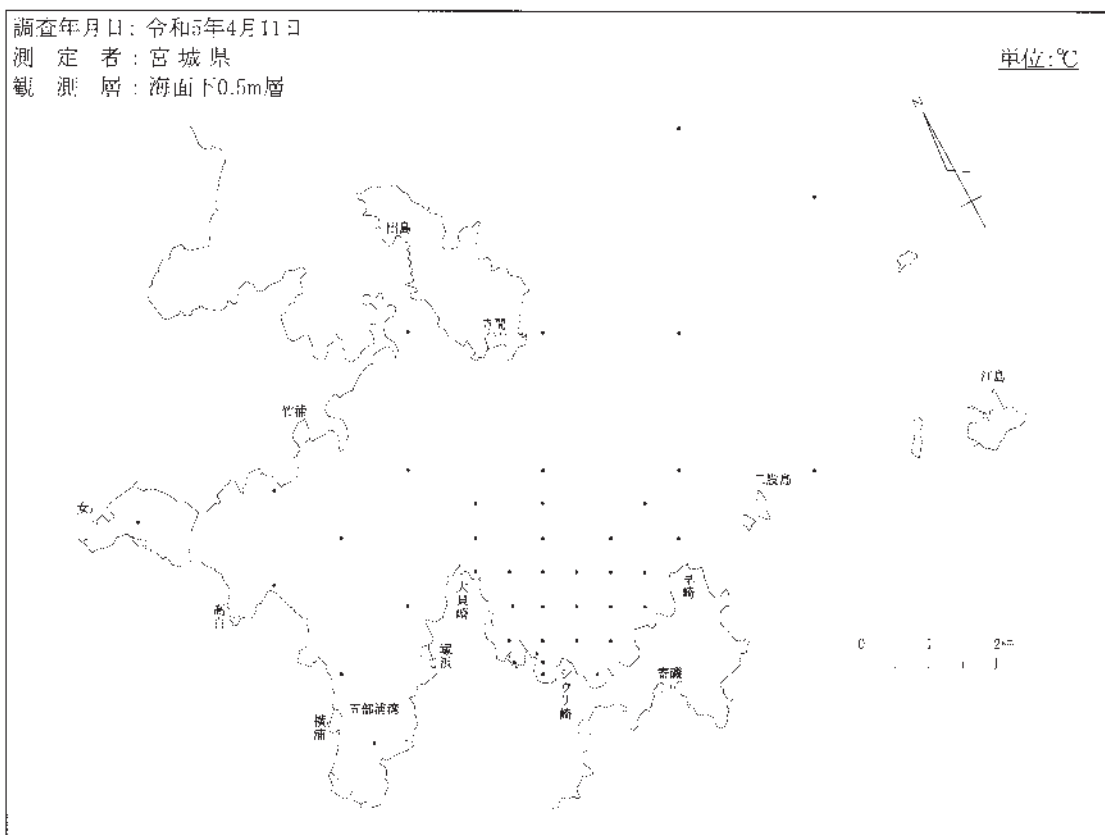 調査年月日：令和5年4月11日
測　定　者：宮 城 県
観　測　層：海面下0.5m層
単位：℃
N
出島
寺間
江島
竹浦
二股島
女川
高白
大貝崎
早崎
塚浜
シウリ崎
寄磯
横浦
五部浦湾
0
2km